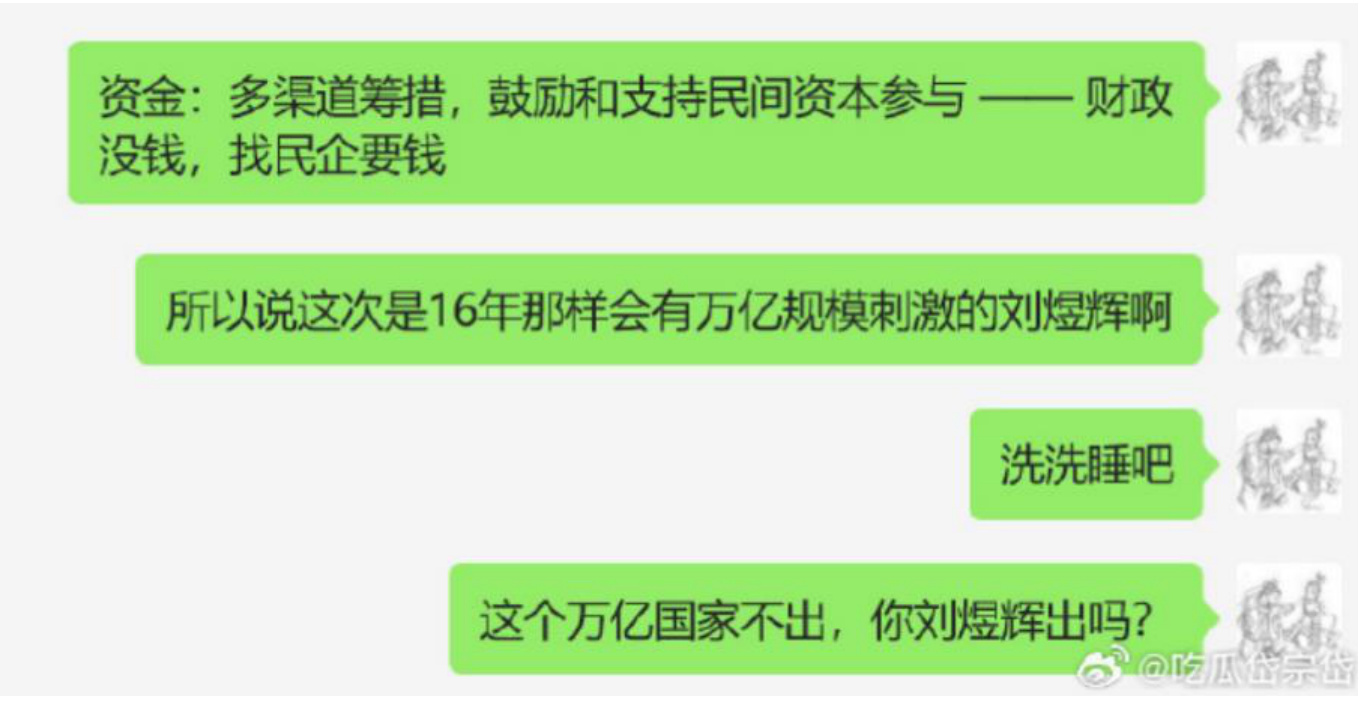 资金：多渠道筹措，鼓励和支持民间资本参与 —— 财政
没钱，找民企要钱
所以说这次是16年那样会有万亿规模刺激的刘煜辉啊
洗洗睡吧
这个万亿国家不出，你刘煜辉出吗？
@吃瓜岱宗岱